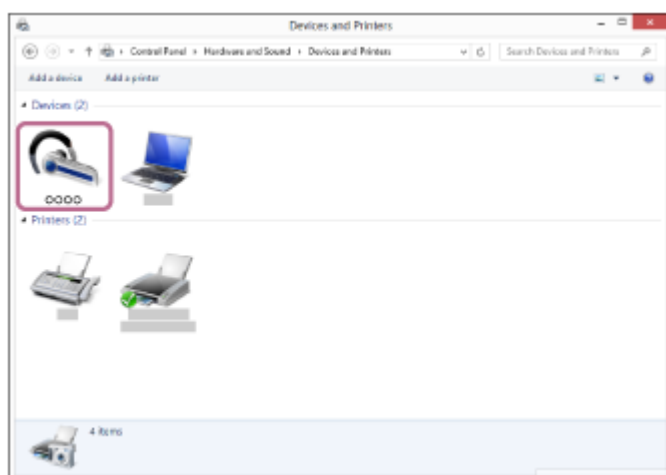 Devices and Printers
Control Panel › Hardware and Sound › Devices and Printers
Search Devices and Printers
Add a device Add a printer
Devices (2)
oooo
Printers (2)
4 items